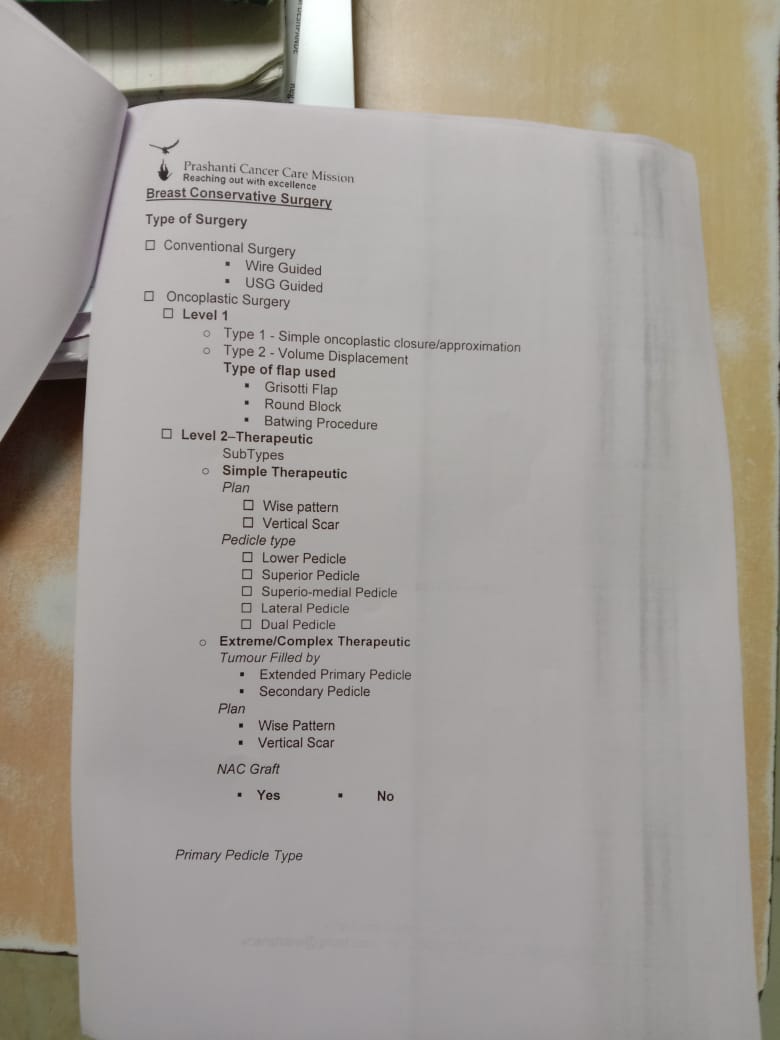 Prashanti Cancer Care Mission
Reaching out with excellence
Breast Conservative Surgery
Type of Surgery
☐ Conventional Surgery
▪ Wire Guided
▪ USG Guided
☐ Oncoplastic Surgery
☐ Level 1
○ Type 1 - Simple oncoplastic closure/approximation
○ Type 2 - Volume Displacement
Type of flap used
▪ Grisotti Flap
▪ Round Block
▪ Batwing Procedure
☐ Level 2–Therapeutic
SubTypes
○ Simple Therapeutic
Plan
☐ Wise pattern
☐ Vertical Scar
Pedicle type
☐ Lower Pedicle
☐ Superior Pedicle
☐ Superio-medial Pedicle
☐ Lateral Pedicle
☐ Dual Pedicle
○ Extreme/Complex Therapeutic
Tumour Filled by
▪ Extended Primary Pedicle
▪ Secondary Pedicle
Plan
▪ Wise Pattern
▪ Vertical Scar
NAC Graft
▪ Yes ▪ No
Primary Pedicle Type